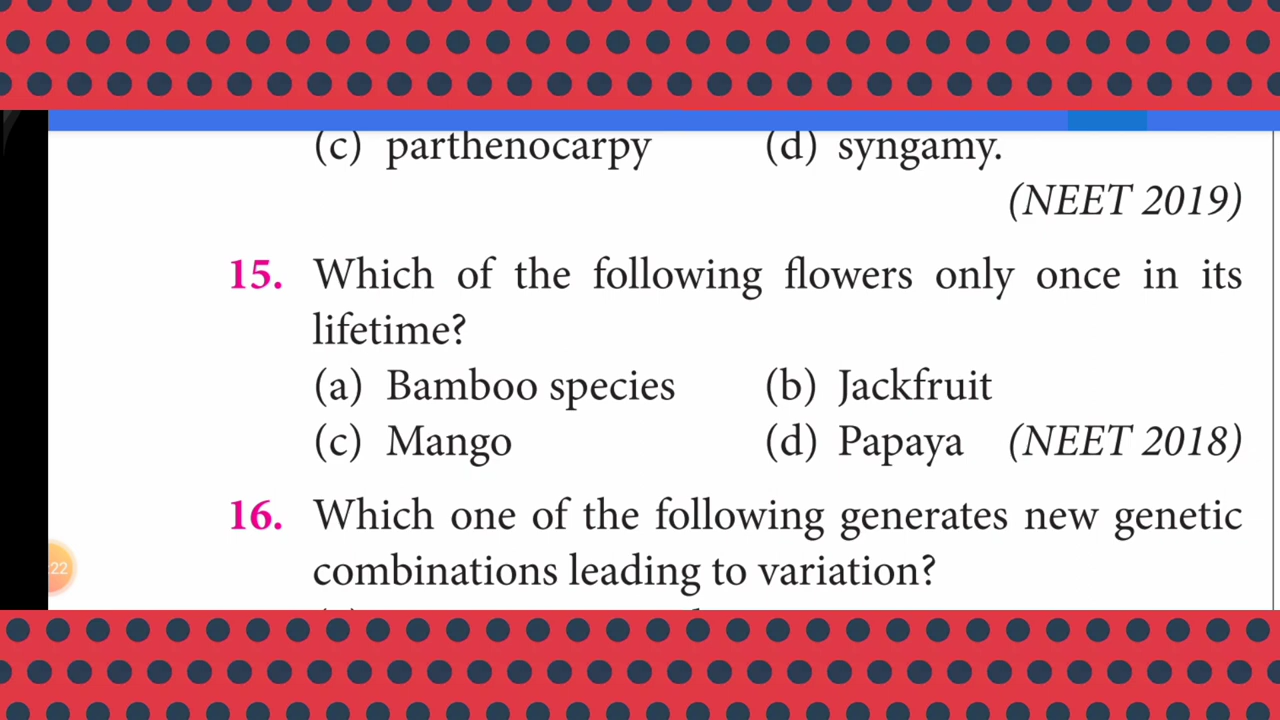 (c) parthenocarpy (d) syngamy.
(NEET 2019)
15. Which of the following flowers only once in its
lifetime?
(a) Bamboo species (b) Jackfruit
(c) Mango (d) Papaya (NEET 2018)
16. Which one of the following generates new genetic
combinations leading to variation?
:22